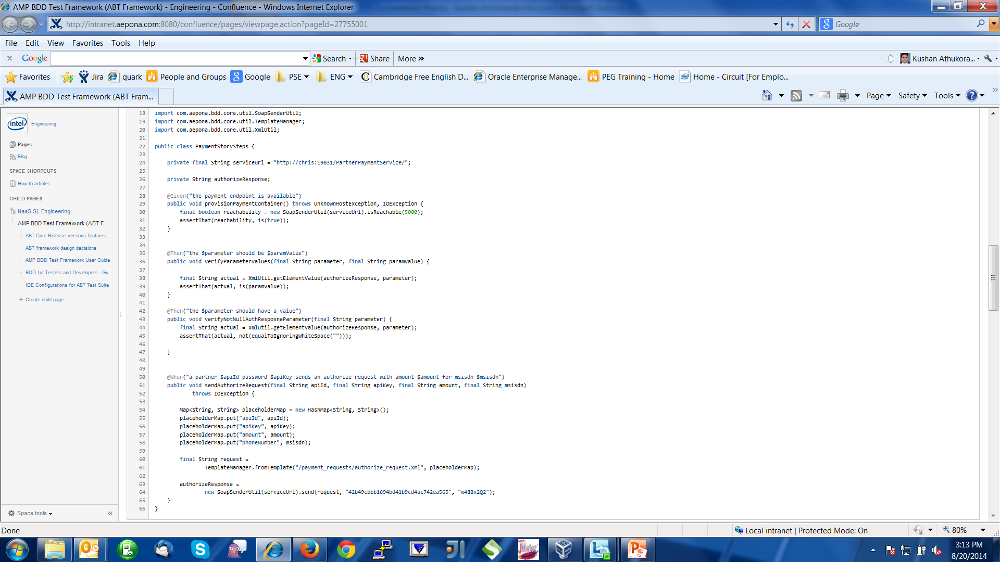 AMP BDD Test Framework (ABT Framework) - Engineering - Confluence - Windows Internet Explorer
http://intranet.aepona.com:8080/confluence/pages/viewpage.action?pageId=27755001
Google
File Edit View Favorites Tools Help
x Google Search Share More »
Kushan Athukora...
Favorites Jira quark People and Groups Google PSE ENG Cambridge Free English D... Oracle Enterprise Manage... PEG Training - Home Home - Circuit [For Emplo...
AMP BDD Test Framework (ABT Fram...
Page Safety Tools
intel Engineering
Pages
Blog
SPACE SHORTCUTS
How-to articles
CHILD PAGES
NaaS SL Engineering
AMP BDD Test Framework (ABT F...
ABT Core Release versions features...
ABT framework design decisions
AMP BDD Test Framework User Guide
BDD for Testers and Developers - Gu...
IDE Configurations for ABT Test Suite
+ Create child page
Space tools «
18 import com.aepona.bdd.core.util.SoapSenderUtil;
19 import com.aepona.bdd.core.util.TemplateManager;
20 import com.aepona.bdd.core.util.XmlUtil;
21
22 public class PaymentStorySteps {
23
24 private final String serviceUrl = "http://chris:19031/PartnerPaymentService/";
25
26 private String authorizeResponse;
27
28 @Given("the payment endpoint is available")
29 public void provisionPaymentContainer() throws UnknownHostException, IOException {
30 final boolean reachability = new SoapSenderUtil(serviceUrl).isReachable(5000);
31 assertThat(reachability, is(true));
32 }
33
34
35 @Then("the $parameter should be $paramValue")
36 public void verifyParameterValues(final String parameter, final String paramValue) {
37
38 final String actual = XmlUtil.getElementValue(authorizeResponse, parameter);
39 assertThat(actual, is(paramValue));
40 }
41
42 @Then("the $parameter should have a value")
43 public void verifyNotNullAuthResposneParameter(final String parameter) {
44 final String actual = XmlUtil.getElementValue(authorizeResponse, parameter);
45 assertThat(actual, not(equalToIgnoringWhiteSpace("")));
46
47 }
48
49
50 @When("a partner $apiId password $apiKey sends an authorize request with amount $amount for msisdn $msisdn")
51 public void sendAuthorizeRequest(final String apiId, final String apiKey, final String amount, final String msisdn)
52 throws IOException {
53
54 Map<String, String> placeholderMap = new HashMap<String, String>();
55 placeholderMap.put("apiId", apiId);
56 placeholderMap.put("apiKey", apiKey);
57 placeholderMap.put("amount", amount);
58 placeholderMap.put("phoneNumber", msisdn);
59
60 final String request =
61 TemplateManager.fromTemplate("/payment_requests/authorize_request.xml", placeholderMap);
62
63 authorizeResponse =
64 new SoapSenderUtil(serviceUrl).send(request, "42b49cbbb1694bd41b9cd4ac742ea565", "w48Bx2Q2");
65 }
66 }
Done
Local intranet | Protected Mode: On
80%
3:13 PM
8/20/2014